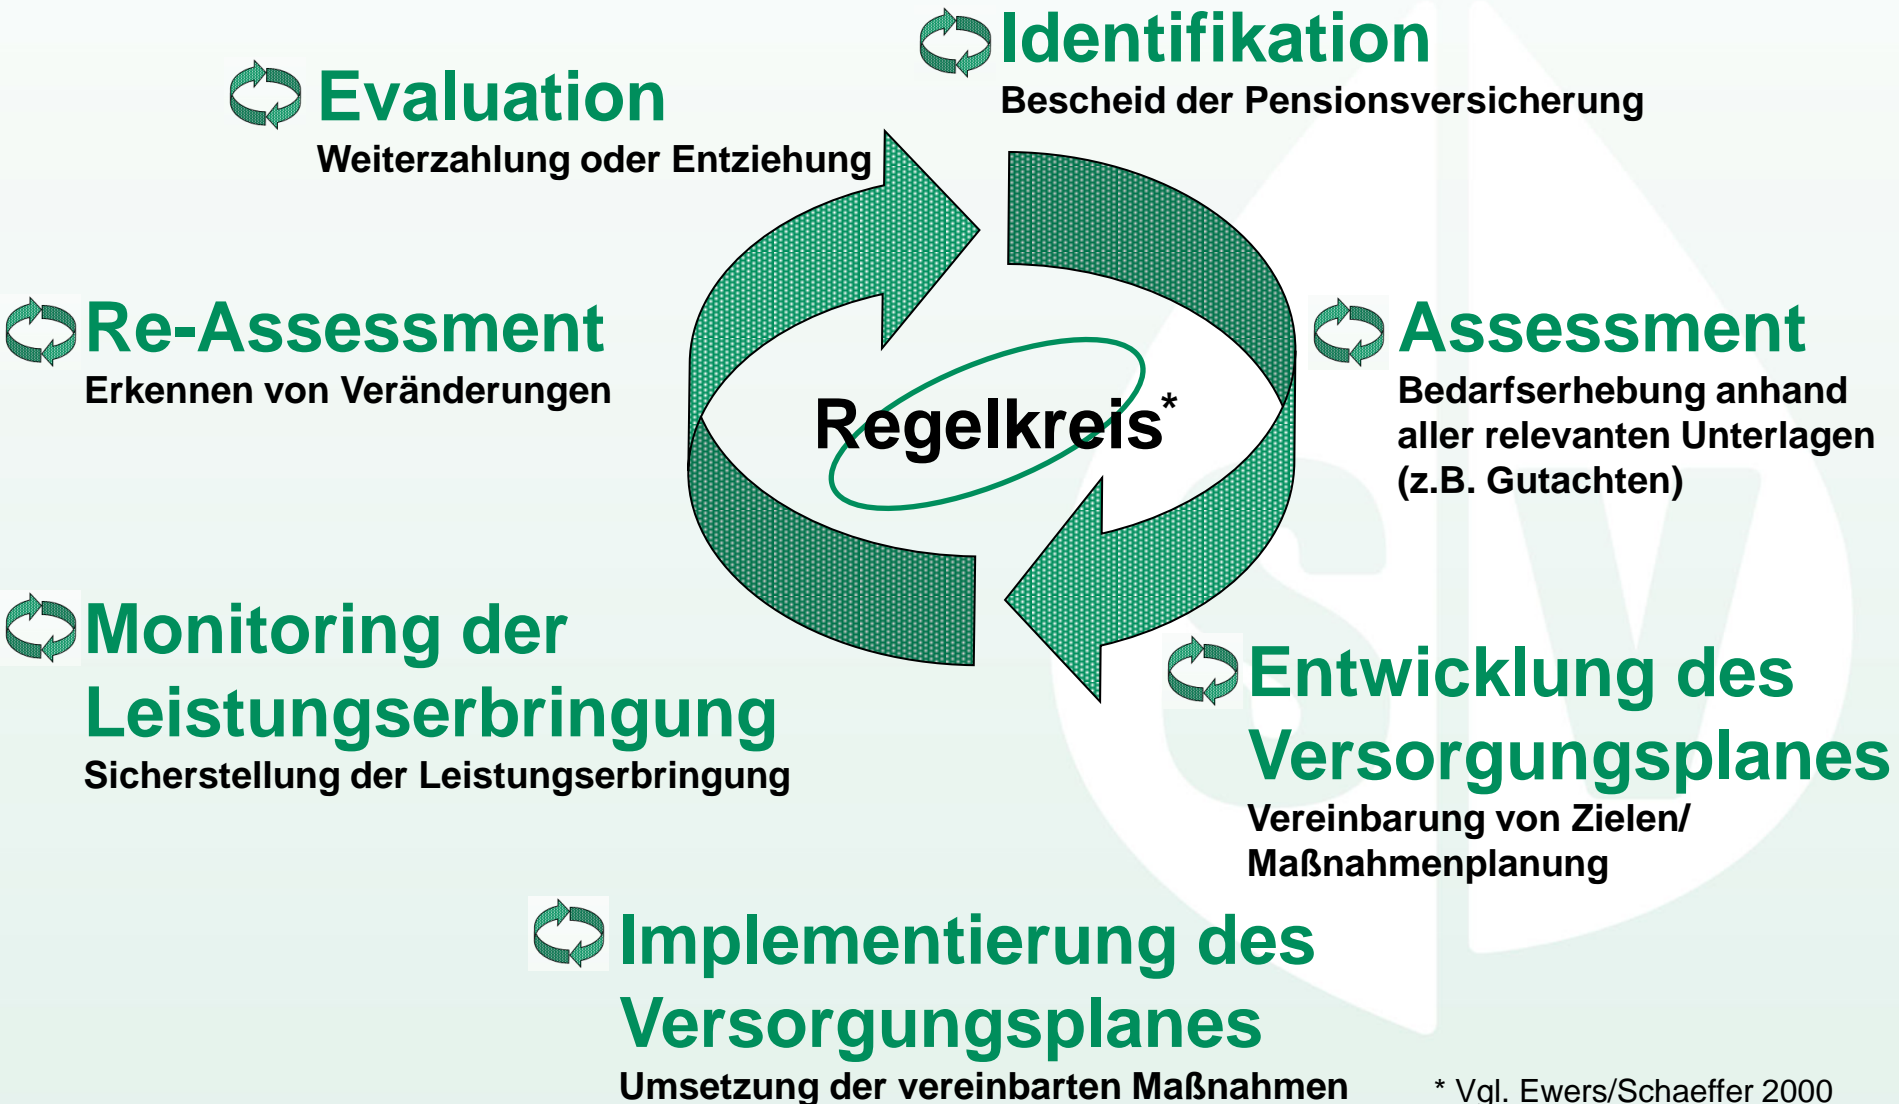 Identifikation
Bescheid der Pensionsversicherung
Evaluation
Weiterzahlung oder Entziehung
Re-Assessment
Erkennen von Veränderungen
Assessment
Bedarfserhebung anhand
aller relevanten Unterlagen
(z.B. Gutachten)
Regelkreis*
Monitoring der
Leistungserbringung
Sicherstellung der Leistungserbringung
Entwicklung des
Versorgungsplanes
Vereinbarung von Zielen/
Maßnahmenplanung
Implementierung des
Versorgungsplanes
Umsetzung der vereinbarten Maßnahmen
* Vgl. Ewers/Schaeffer 2000
SV